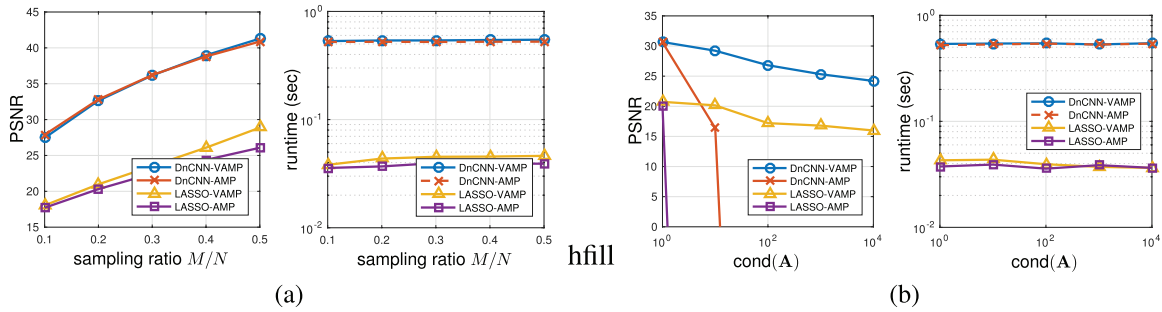 PSNR
45
40
35
30
25
20
15
0.1 0.2 0.3 0.4 0.5
sampling ratio M/N
DnCNN-VAMP
DnCNN-AMP
LASSO-VAMP
LASSO-AMP
runtime (sec)
10^0
10^-1
10^-2
0.1 0.2 0.3 0.4 0.5
sampling ratio M/N
DnCNN-VAMP
DnCNN-AMP
LASSO-VAMP
LASSO-AMP
(a)
hfill
PSNR
35
30
25
20
15
10
5
0
10^0 10^2 10^4
cond(A)
DnCNN-VAMP
DnCNN-AMP
LASSO-VAMP
LASSO-AMP
runtime (sec)
10^0
10^-1
10^-2
10^0 10^2 10^4
cond(A)
DnCNN-VAMP
DnCNN-AMP
LASSO-VAMP
LASSO-AMP
(b)